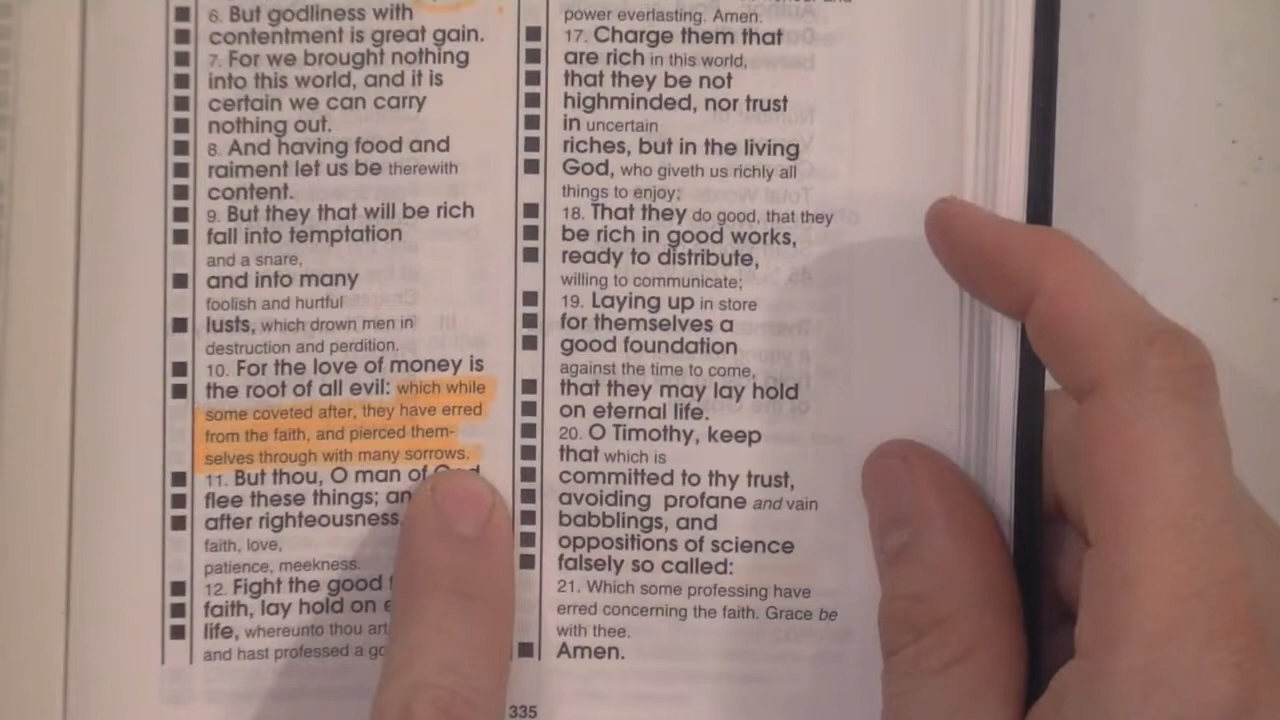 6. But godliness with
contentment is great gain.
7. For we brought nothing
into this world, and it is
certain we can carry
nothing out.
8. And having food and
raiment let us be therewith
content.
9. But they that will be rich
fall into temptation
and a snare,
and into many
foolish and hurtful
lusts, which drown men in
destruction and perdition.
10. For the love of money is
the root of all evil: which while
some coveted after, they have erred
from the faith, and pierced them-
selves through with many sorrows.
11. But thou, O man of God
flee these things; an
after righteousness,
faith, love,
patience, meekness.
12. Fight the good
faith, lay hold on
life, whereunto thou art
and hast professed a
power everlasting. Amen.
17. Charge them that
are rich in this world,
that they be not
highminded, nor trust
in uncertain
riches, but in the living
God, who giveth us richly all
things to enjoy;
18. That they do good, that they
be rich in good works,
ready to distribute,
willing to communicate;
19. Laying up in store
for themselves a
good foundation
against the time to come,
that they may lay hold
on eternal life.
20. O Timothy, keep
that which is
committed to thy trust,
avoiding profane and vain
babblings, and
oppositions of science
falsely so called:
21. Which some professing have
erred concerning the faith. Grace be
with thee.
Amen.
335